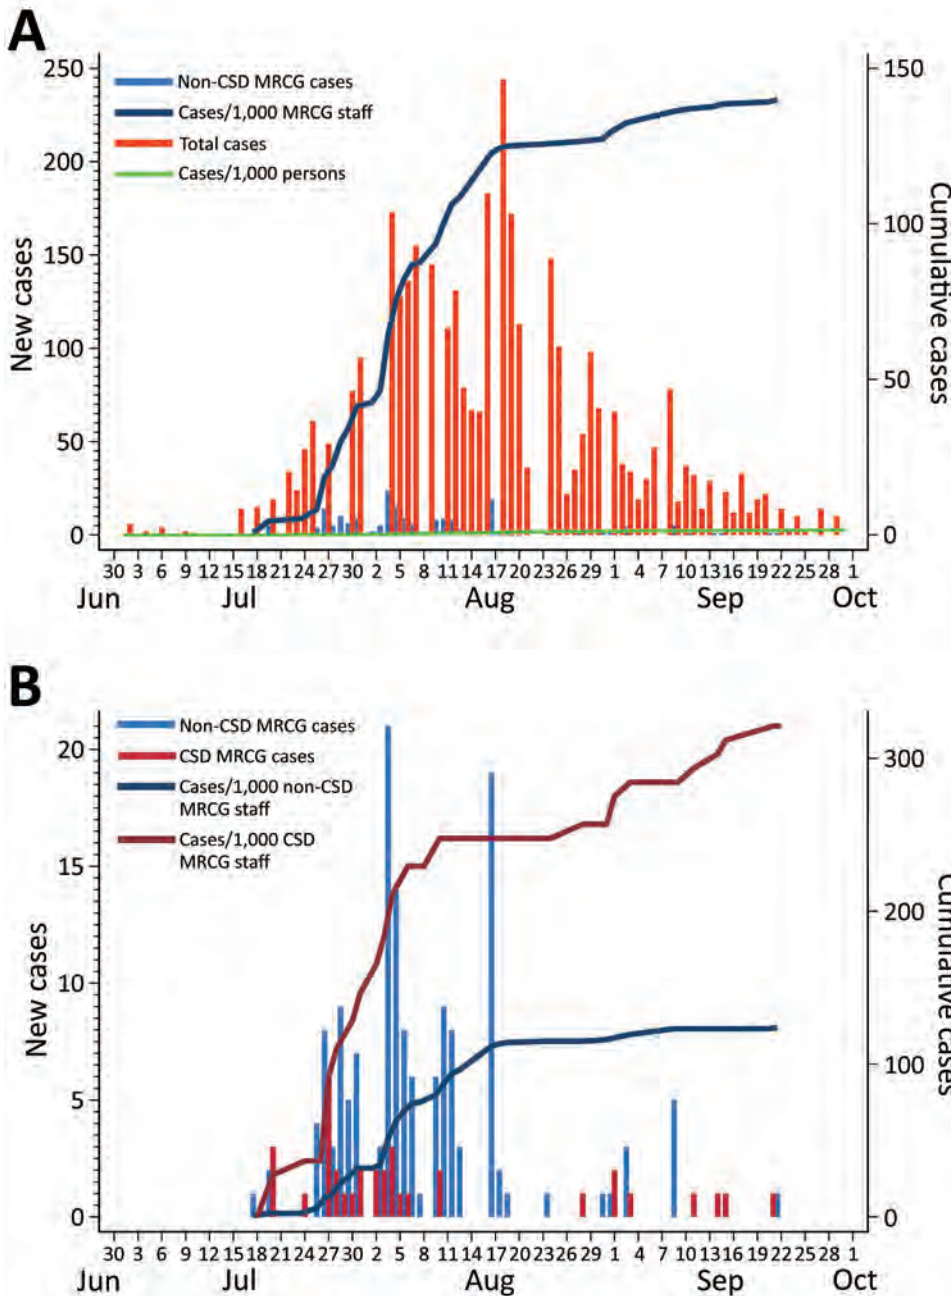 A
250
200
150
100
50
0
New cases
Non-CSD MRCG cases
Cases/1,000 MRCG staff
Total cases
Cases/1,000 persons
150
100
50
0
Cumulative cases
30 3 6 9 12 15 18 21 24 27 30 2 5 8 11 14 17 20 23 26 29 1 4 7 10 13 16 19 22 25 28 1
Jun Jul Aug Sep Oct
B
20
15
10
5
0
New cases
Non-CSD MRCG cases
CSD MRCG cases
Cases/1,000 non-CSD
MRCG staff
Cases/1,000 CSD
MRCG staff
300
200
100
0
Cumulative cases
30 3 6 9 12 15 18 21 24 27 30 2 5 8 11 14 17 20 23 26 29 1 4 7 10 13 16 19 22 25 28 1
Jun Jul Aug Sep Oct